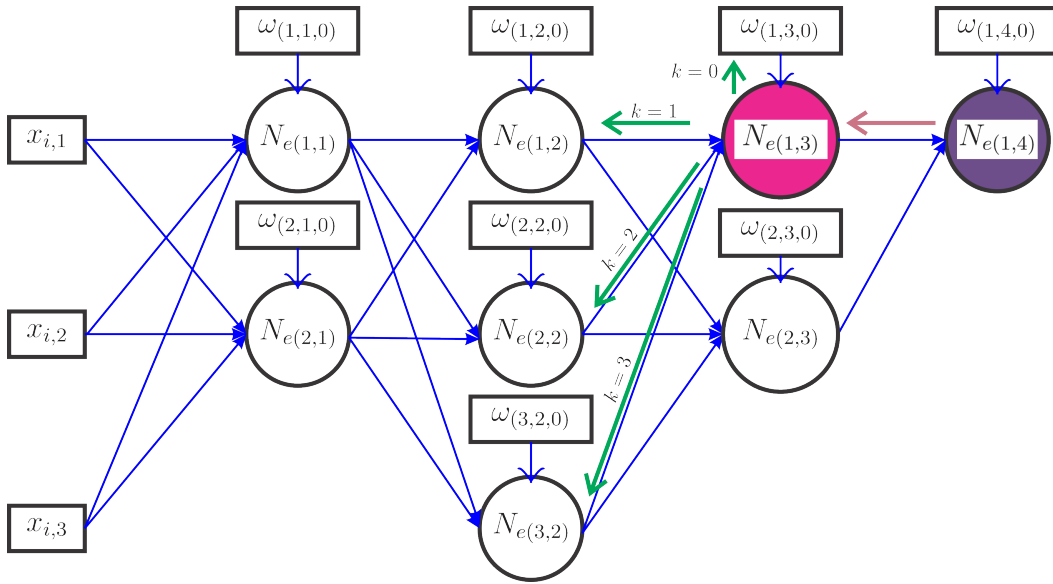 ω(1,1,0)
ω(1,2,0)
ω(1,3,0)
ω(1,4,0)
k = 0
k = 1
x_{i,1}
N_{e(1,1)}
N_{e(1,2)}
N_{e(1,3)}
N_{e(1,4)}
ω(2,1,0)
ω(2,2,0)
ω(2,3,0)
k = 2
x_{i,2}
N_{e(2,1)}
N_{e(2,2)}
N_{e(2,3)}
k = 3
ω(3,2,0)
x_{i,3}
N_{e(3,2)}